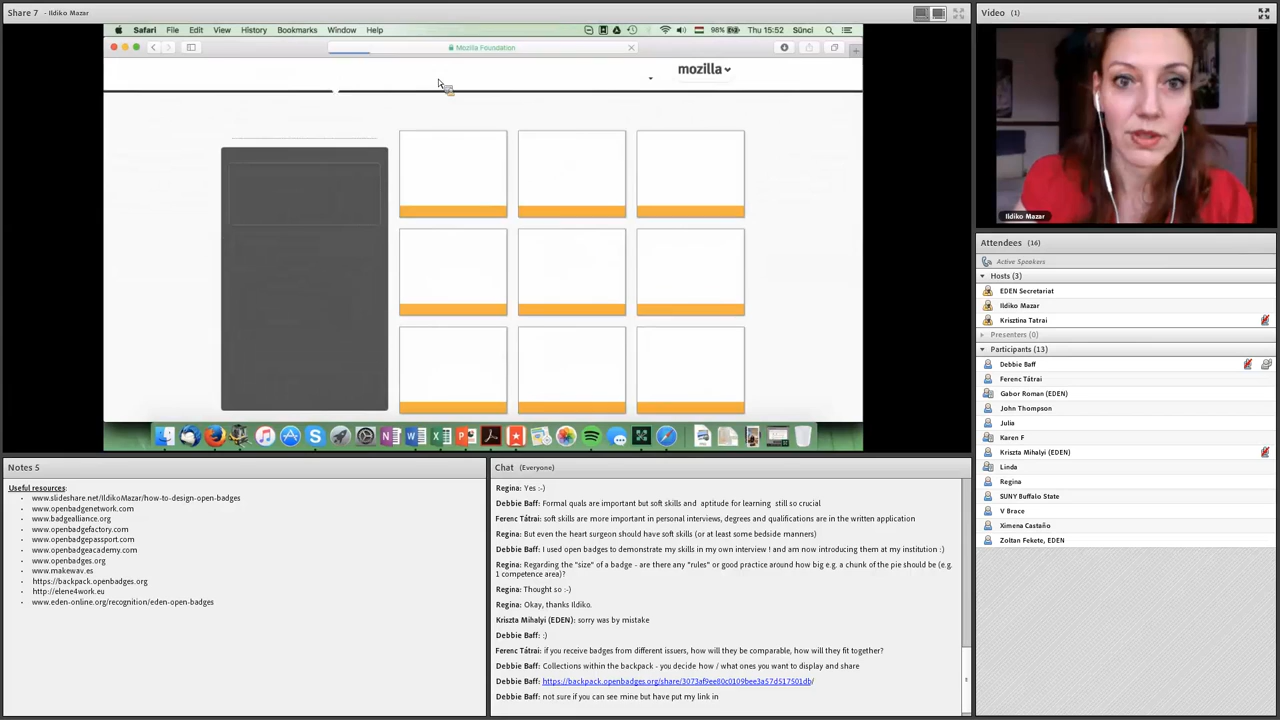 Share 7 - Ildiko Mazar
Safari File Edit View History Bookmarks Window Help
98% Thu 15:52 Sünci
Mozilla Foundation
mozilla
Video (1)
Ildiko Mazar
Attendees (16)
Active Speakers
Hosts (3)
EDEN Secretariat
Ildiko Mazar
Krisztina Tatrai
Presenters (0)
Participants (13)
Debbie Baff
Ferenc Tátrai
Gabor Roman (EDEN)
John Thompson
Julia
Karen F
Kriszta Mihalyi (EDEN)
Linda
Regina
SUNY Buffalo State
V Brace
Ximena Castaño
Zoltan Fekete, EDEN
Notes 5
Useful resources:
www.slideshare.net/IldikoMazar/how-to-design-open-badges
www.openbadgenetwork.com
www.badgealliance.org
www.openbadgefactory.com
www.openbadgepassport.com
www.openbadgeacademy.com
www.openbadges.org
www.makewav.es
https://backpack.openbadges.org
http://elene4work.eu
www.eden-online.org/recognition/eden-open-badges
Chat (Everyone)
Regina: Yes :-)
Debbie Baff: Formal quals are important but soft skills and aptitude for learning still so crucial
Ferenc Tátrai: soft skills are more important in personal interviews, degrees and qualifications are in the written application
Regina: But even the heart surgeon should have soft skills (or at least some bedside manners)
Debbie Baff: I used open badges to demonstrate my skills in my own interview ! and am now introducing them at my institution :)
Regina: Regarding the "size" of a badge - are there any "rules" or good practice around how big e.g. a chunk of the pie should be (e.g.
1 competence area)?
Regina: Thought so :-)
Regina: Okay, thanks Ildiko.
Kriszta Mihalyi (EDEN): sorry was by mistake
Debbie Baff: :)
Ferenc Tátrai: if you receive badges from different issuers, how will they be comparable, how will they fit together?
Debbie Baff: Collections within the backpack - you decide how / what ones you want to display and share
Debbie Baff: https://backpack.openbadges.org/share/3073af9ee80c0109bee3a57d517501db/
Debbie Baff: not sure if you can see mine but have put my link in